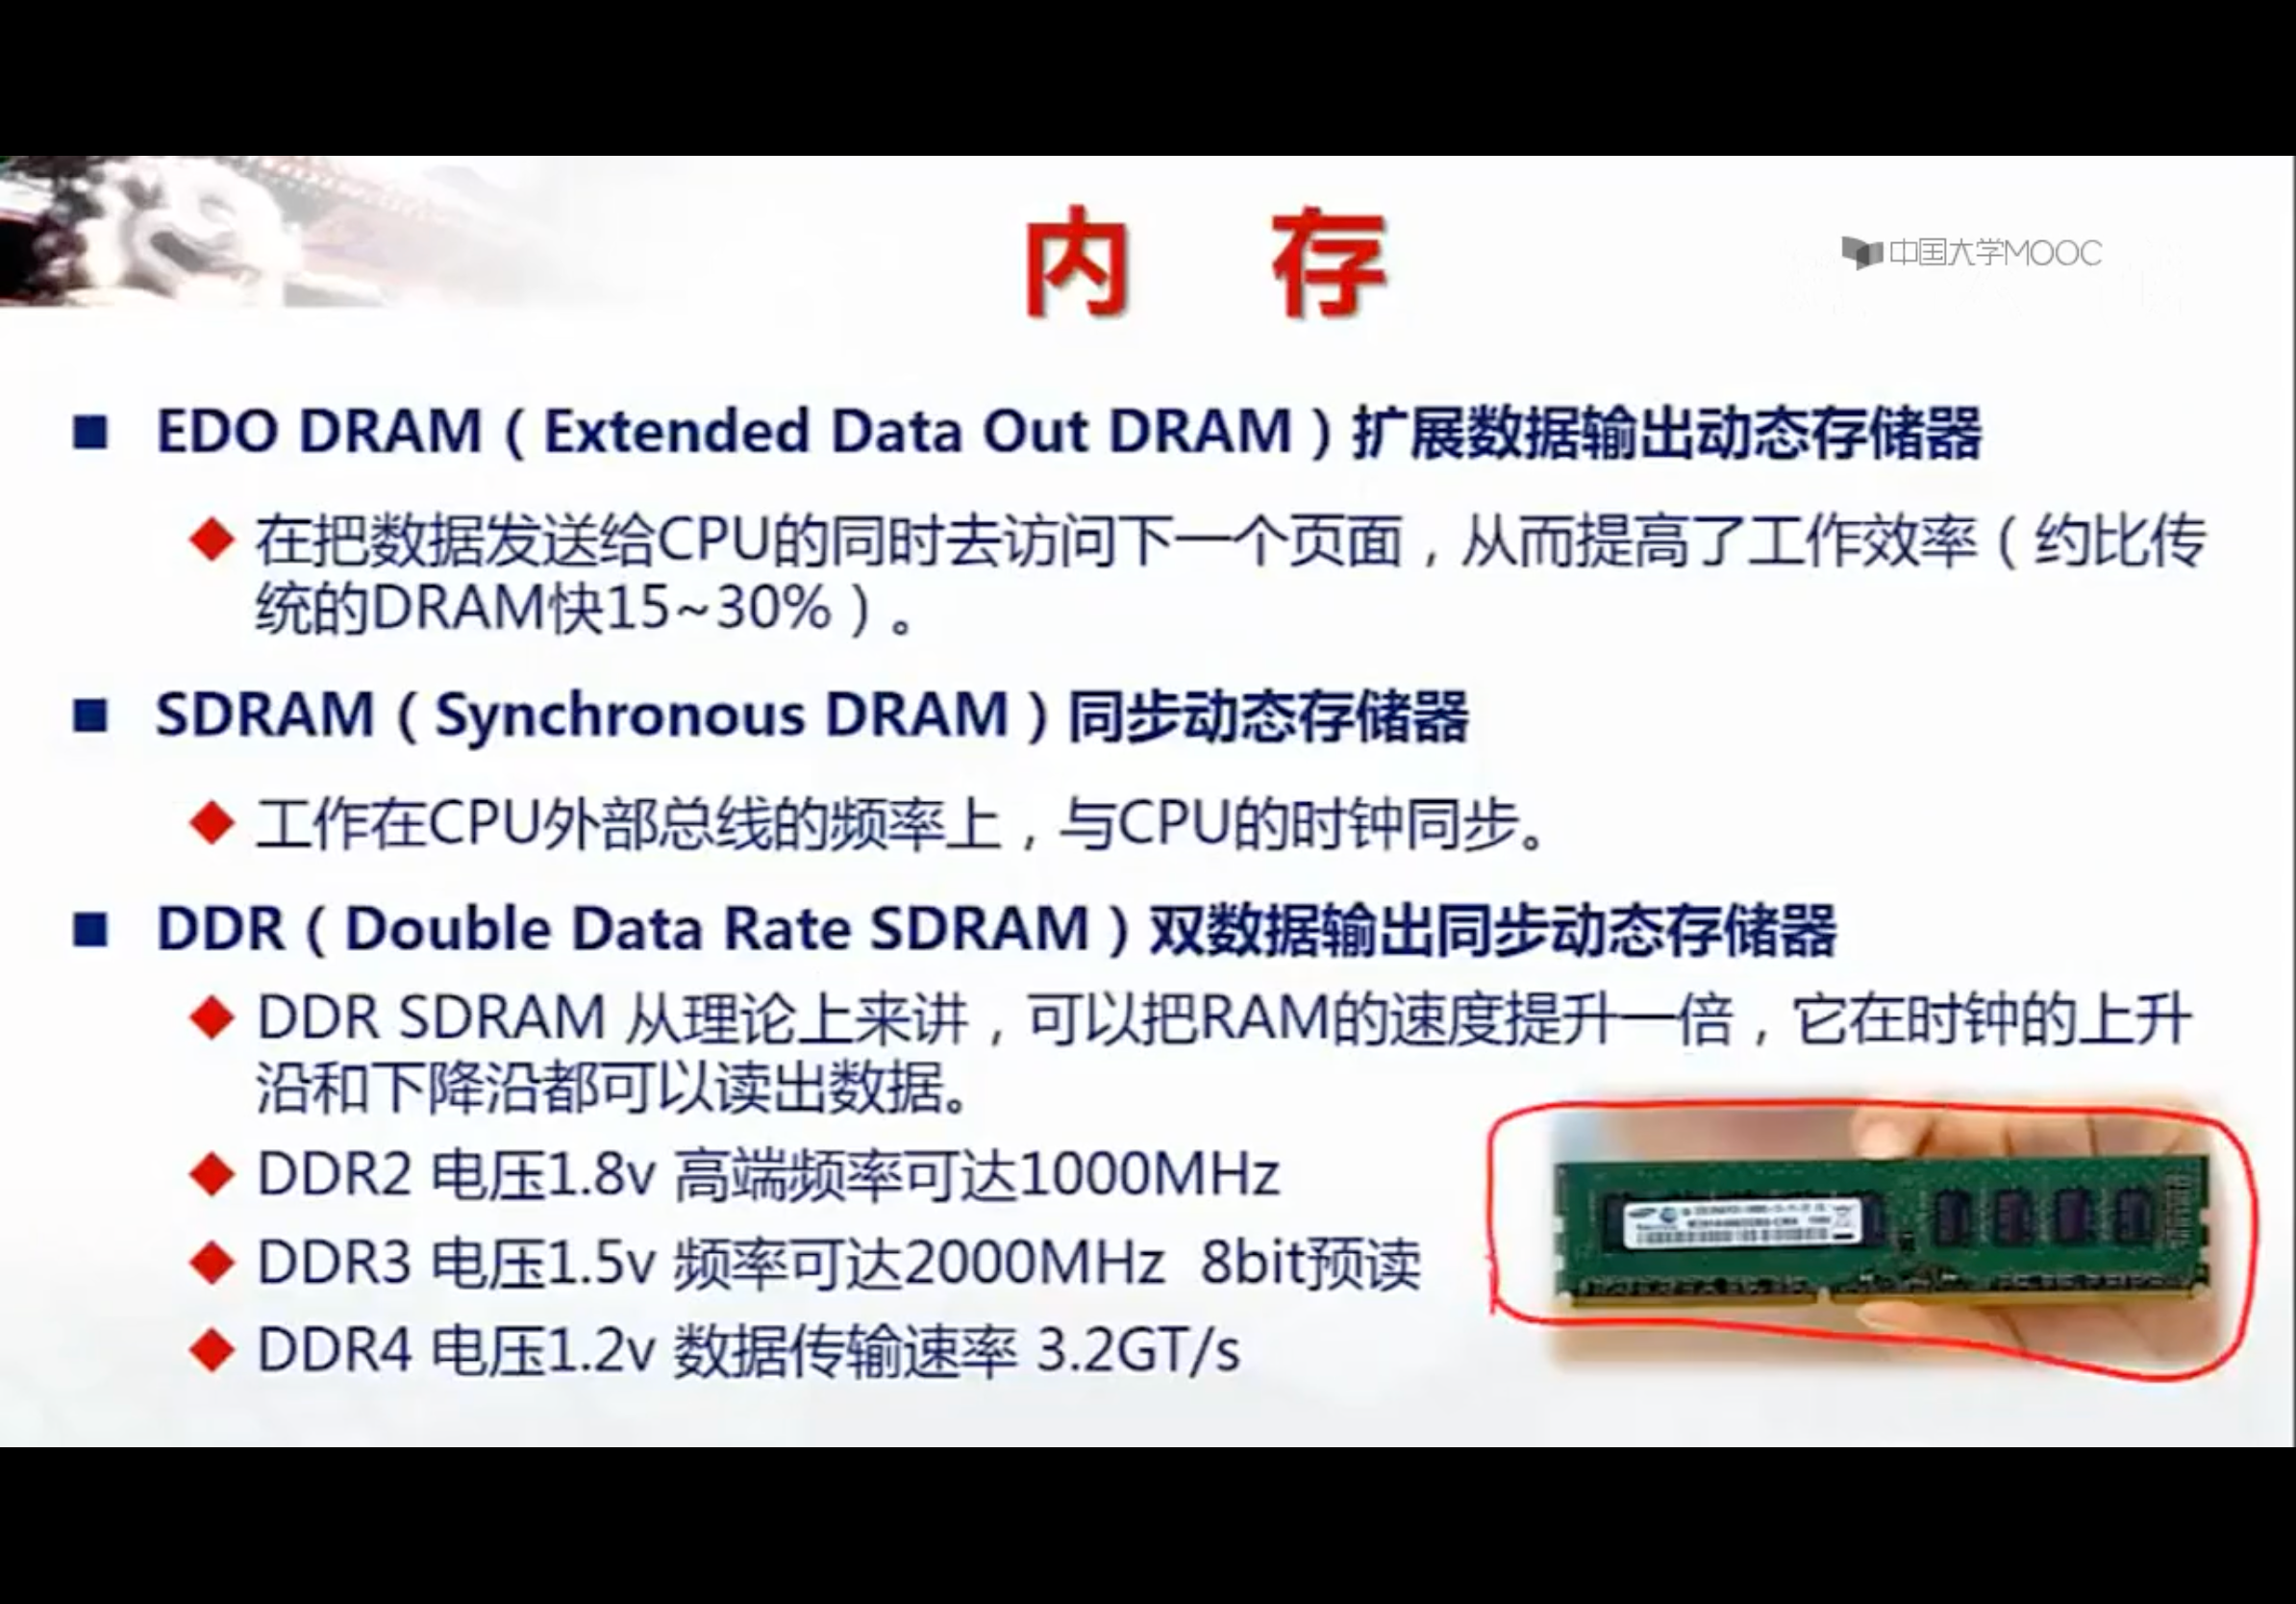 内 存
中国大学MOOC
EDO DRAM（Extended Data Out DRAM）扩展数据输出动态存储器
在把数据发送给CPU的同时去访问下一个页面，从而提高了工作效率（约比传
统的DRAM快15~30%）。
SDRAM（Synchronous DRAM）同步动态存储器
工作在CPU外部总线的频率上，与CPU的时钟同步。
DDR（Double Data Rate SDRAM）双数据输出同步动态存储器
DDR SDRAM 从理论上来讲，可以把RAM的速度提升一倍，它在时钟的上升
沿和下降沿都可以读出数据。
DDR2 电压1.8v 高端频率可达1000MHz
DDR3 电压1.5v 频率可达2000MHz 8bit预读
DDR4 电压1.2v 数据传输速率 3.2GT/s